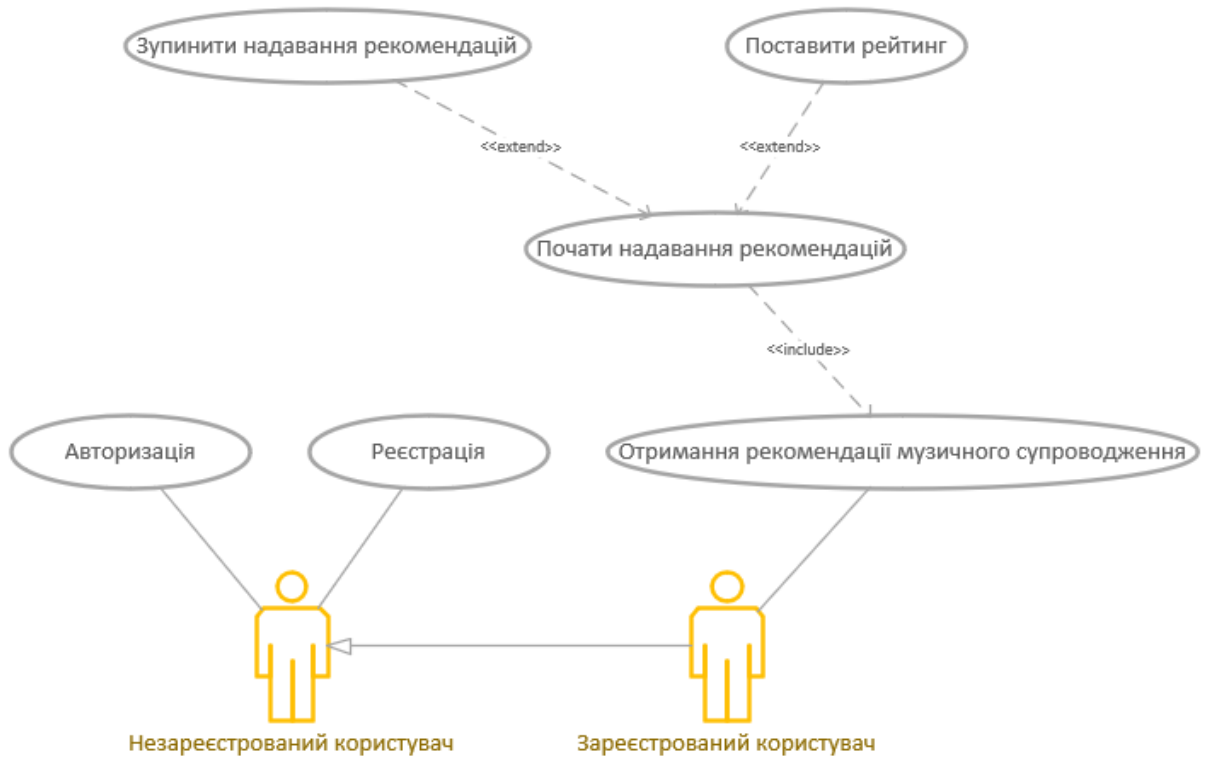 Зупинити надавання рекомендацій
Поставити рейтинг
<<extend>>
<<extend>>
Почати надавання рекомендацій
<<include>>
Авторизація
Реєстрація
Отримання рекомендації музичного супроводження
Незареєстрований користувач
Зареєстрований користувач